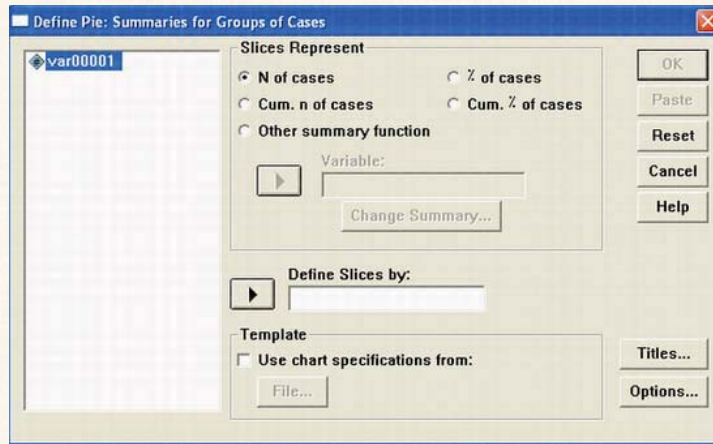 Define Pie: Summaries for Groups of Cases
var00001
Slices Represent
N of cases
% of cases
Cum. n of cases
Cum. % of cases
Other summary function
Variable:
Change Summary...
Define Slices by:
Template
Use chart specifications from:
File...
OK
Paste
Reset
Cancel
Help
Titles...
Options...